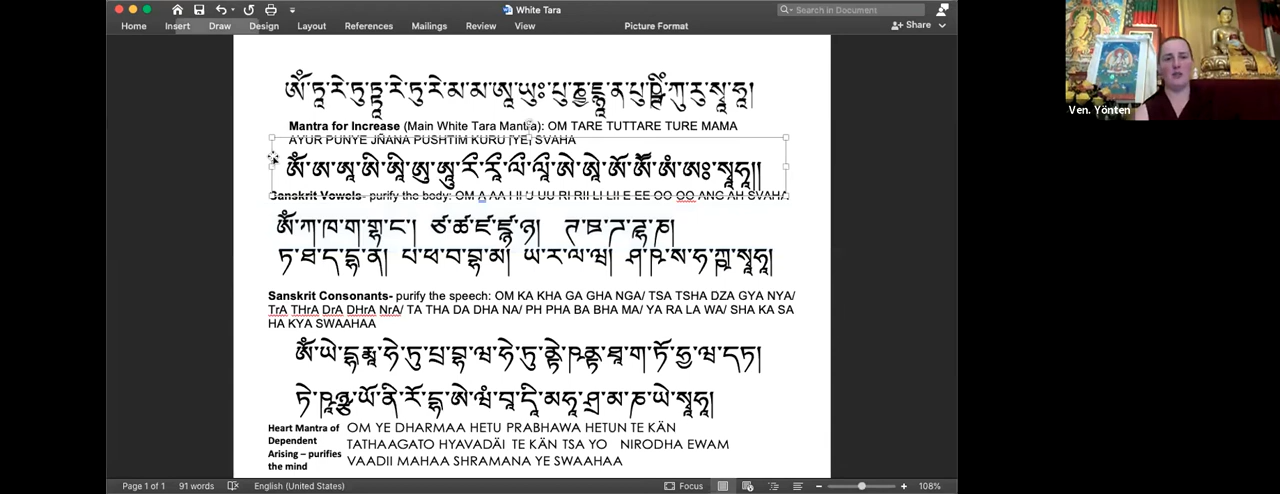 White Tara
Search in Document
Home Insert Draw Design Layout References Mailings Review View Picture Format Share
ཨོཾ་ཏཱ་རེ་ཏུ་ཏྟཱ་རེ་ཏུ་རེ་མ་མ་ཨཱ་ཡུཿ་པུ་ཎྱ་ཛྙཱ་ན་པུ་ཥྚིཾ་ཀུ་རུ་སྭཱ་ཧཱ།
Mantra for Increase (Main White Tara Mantra): OM TARE TUTTARE TURE MAMA
AYUR PUNYE JÑANA PUSHTIM KURU [YE] SVAHA
ཨོཾ་ཨ་ཨཱ་ཨི་ཨཱི་ཨུ་ཨཱུ་རྀ་རཱྀ་ལྀ་ལཱྀ་ཨེ་ཨཻ་ཨོ་ཨཽ་ཨཾ་ཨཿ་སྭཱཧཱ།།
Sanskrit Vowels- purify the body: OM A AA I II U UU RI RII LI LII E EE OO OO ANG AH SVAHA
ཨོཾ་ཀ་ཁ་ག་གྷ་ང་། ཙ་ཚ་ཛ་ཛྷ་ཉ། ཊ་ཋ་ཌ་ཌྷ་ཎ།
ཏ་ཐ་ད་དྷ་ན། པ་ཕ་བ་བྷ་མ། ཡ་ར་ལ་ཝ། ཤ་ཥ་ས་ཧ་ཀྵ་སྭཱ་ཧཱ།
Sanskrit Consonants- purify the speech: OM KA KHA GA GHA NGA/ TSA TSHA DZA GYA NYA/
TrA THrA DrA DHrA NrA/ TA THA DA DHA NA/ PH PHA BA BHA MA/ YA RA LA WA/ SHA KA SA
HA KYA SWAAHAA
ཨོཾ་ཡེ་དྷརྨཱ་ཧེ་ཏུ་པྲ་བྷ་ཝ་ཧེ་ཏུ་ནྟེ་ཥནྟ་ཐཱ་ག་ཏོ་ཧྱ་ཝ་དཏ།
ཏེ་ཥཱཉྩ་ཡོ་ནི་རོ་དྷ་ཨེ་ཝཾ་བཱ་དཱི་མཧཱ་ཤྲ་མ་ཎ་ཡེ་སྭཱཧཱ།
Heart Mantra of
Dependent
Arising – purifies
the mind
OM YE DHARMAA HETU PRABHAWA HETUN TE KÄN
TATHAAGATO HYAVADÄI TE KÄN TSA YO NIRODHA EWAM
VAADII MAHAA SHRAMANA YE SWAAHAA
Page 1 of 1 91 words English (United States) Focus 108%
Ven. Yönten